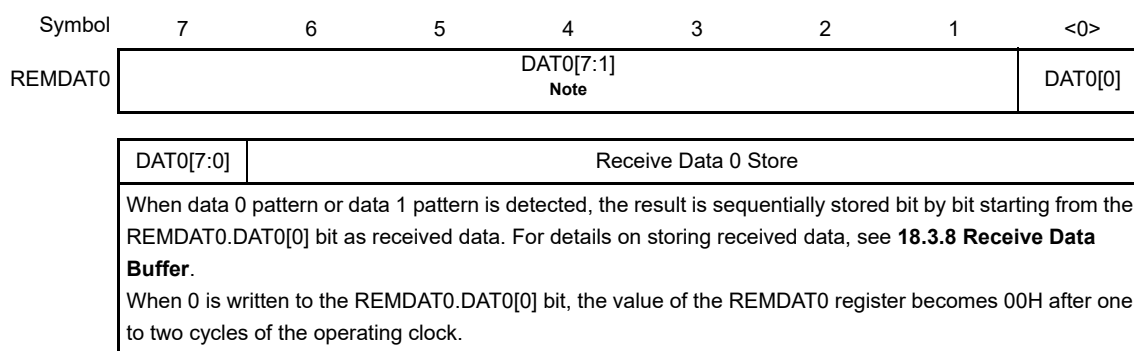 Symbol 7 6 5 4 3 2 1 <0>
REMDAT0 DAT0[7:1] DAT0[0]
Note
DAT0[7:0] Receive Data 0 Store
When data 0 pattern or data 1 pattern is detected, the result is sequentially stored bit by bit starting from the
REMDAT0.DAT0[0] bit as received data. For details on storing received data, see 18.3.8 Receive Data
Buffer.
When 0 is written to the REMDAT0.DAT0[0] bit, the value of the REMDAT0 register becomes 00H after one
to two cycles of the operating clock.